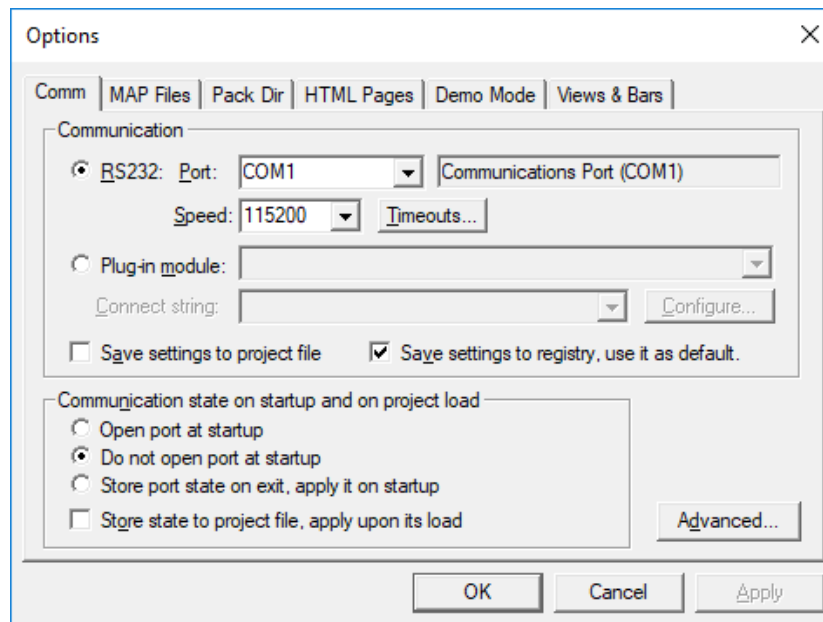 Options
Comm MAP Files Pack Dir HTML Pages Demo Mode Views & Bars
Communication
RS232: Port: COM1 Communications Port (COM1)
Speed: 115200 Timeouts...
Plug-in module:
Connect string: Configure...
Save settings to project file Save settings to registry, use it as default.
Communication state on startup and on project load
Open port at startup
Do not open port at startup
Store port state on exit, apply it on startup
Store state to project file, apply upon its load
Advanced...
OK Cancel Apply